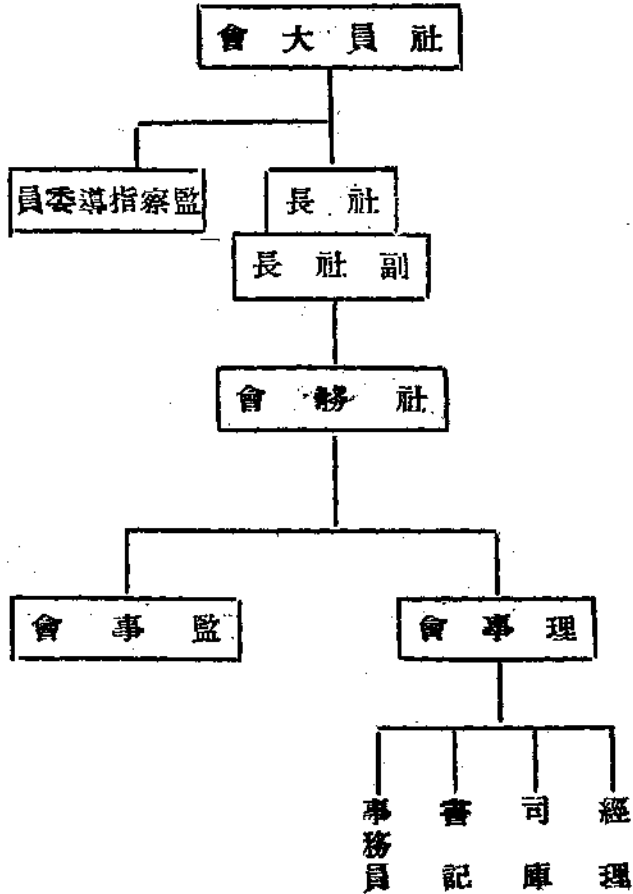 社員大會
監察指導委員
社長
副社長
社務會
理事會
監事會
經理
司庫
書記
事務員